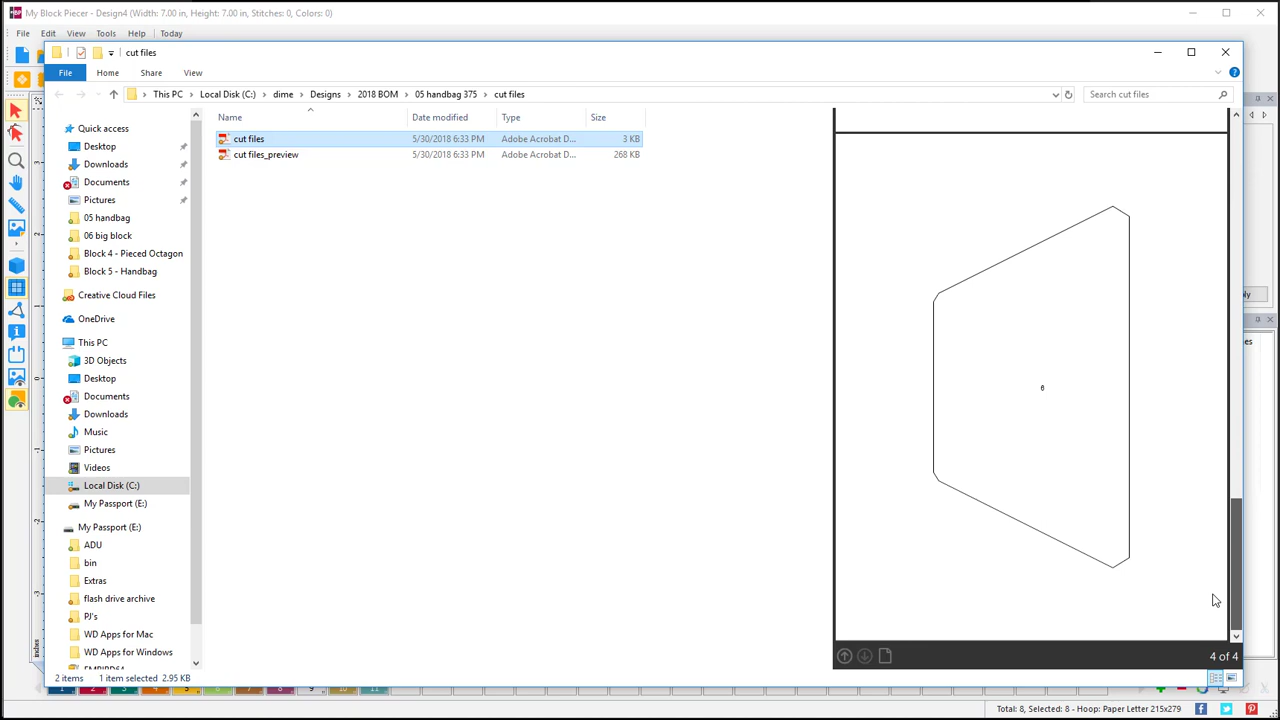 My Block Piecer - Design4 (Width: 7.00 in, Height: 7.00 in, Stitches: 0, Colors: 0)
File Edit View Tools Help Today
cut files
File Home Share View
This PC Local Disk (C:) dime Designs 2018 BOM 05 handbag 375 cut files
Search cut files
Name Date modified Type Size
cut files 5/30/2018 6:33 PM Adobe Acrobat D... 3 KB
cut files_preview 5/30/2018 6:33 PM Adobe Acrobat D... 268 KB
Quick access
Desktop
Downloads
Documents
Pictures
05 handbag
06 big block
Block 4 - Pieced Octagon
Block 5 - Handbag
Creative Cloud Files
OneDrive
This PC
3D Objects
Desktop
Documents
Downloads
Music
Pictures
Videos
Local Disk (C:)
My Passport (E:)
My Passport (E:)
ADU
bin
Extras
flash drive archive
PJ's
WD Apps for Mac
WD Apps for Windows
6
4 of 4
2 items 1 item selected 2.95 KB
inches
Total: 8, Selected: 8 - Hoop: Paper Letter 215x279